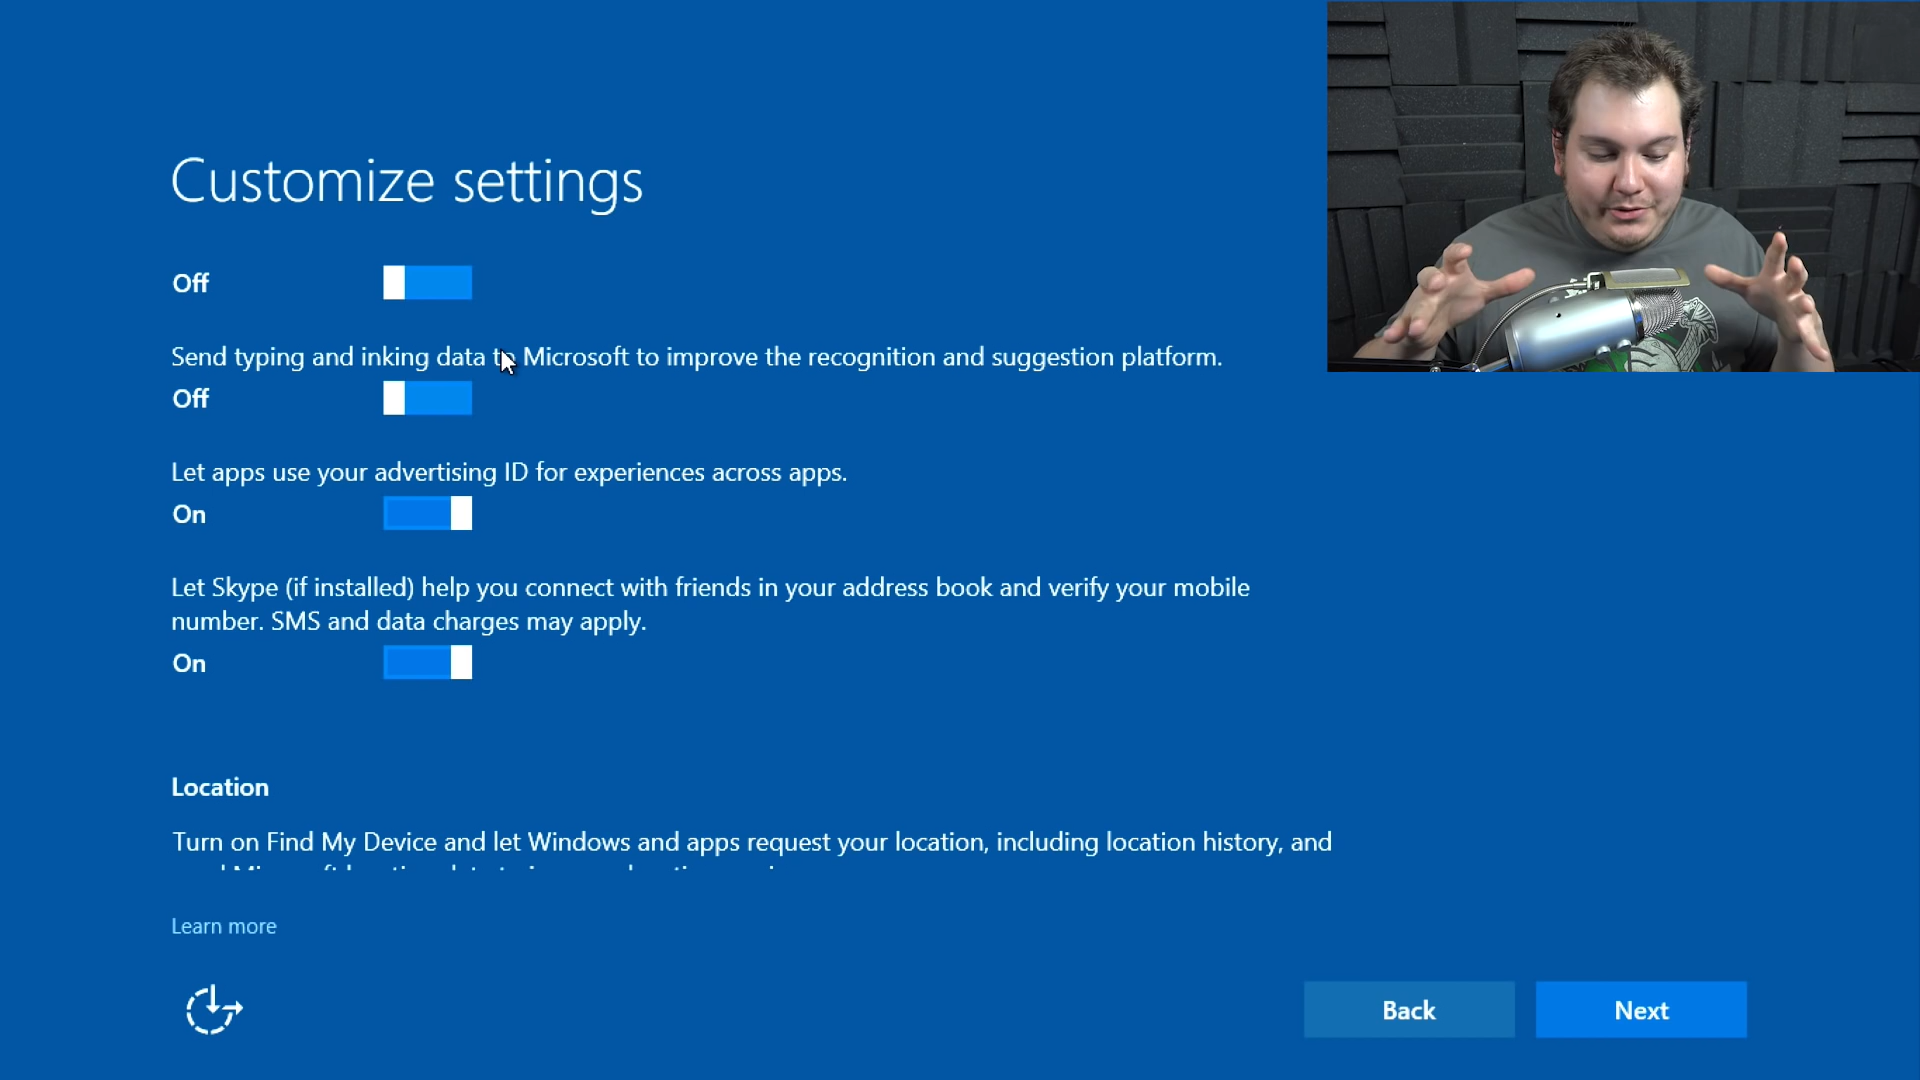 Customize settings
Off
Send typing and inking data to Microsoft to improve the recognition and suggestion platform.
Off
Let apps use your advertising ID for experiences across apps.
On
Let Skype (if installed) help you connect with friends in your address book and verify your mobile
number. SMS and data charges may apply.
On
Location
Turn on Find My Device and let Windows and apps request your location, including location history, and
Learn more
Back
Next